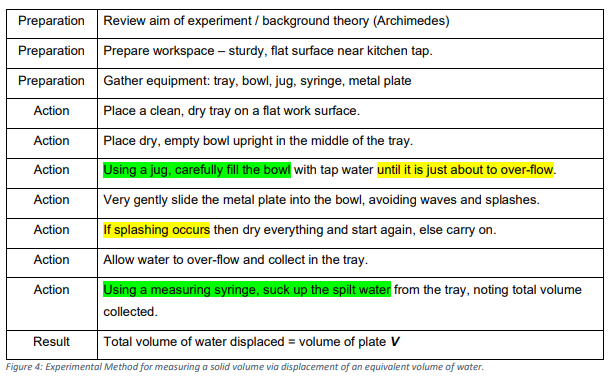 Preparation Review aim of experiment / background theory (Archimedes)
Preparation Prepare workspace – sturdy, flat surface near kitchen tap.
Preparation Gather equipment: tray, bowl, jug, syringe, metal plate
Action Place a clean, dry tray on a flat work surface.
Action Place dry, empty bowl upright in the middle of the tray.
Action Using a jug, carefully fill the bowl with tap water until it is just about to over-flow.
Action Very gently slide the metal plate into the bowl, avoiding waves and splashes.
Action If splashing occurs then dry everything and start again, else carry on.
Action Allow water to over-flow and collect in the tray.
Action Using a measuring syringe, suck up the spilt water from the tray, noting total volume
collected.
Result Total volume of water displaced = volume of plate V
Figure 4: Experimental Method for measuring a solid volume via displacement of an equivalent volume of water.